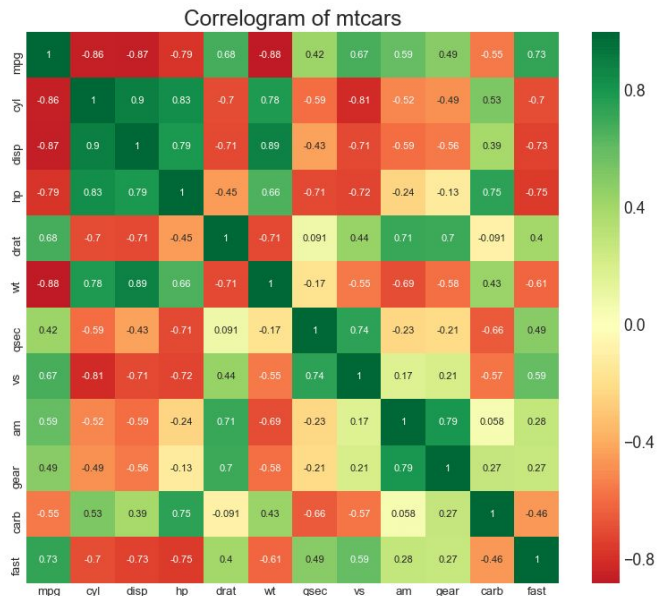 Correlogram of mtcars
mpg 1 -0.86 -0.87 -0.79 0.68 -0.88 0.42 0.67 0.59 0.49 -0.55 0.73
cyl -0.86 1 0.9 0.83 -0.7 0.78 -0.59 -0.81 -0.52 -0.49 0.53 -0.7
disp -0.87 0.9 1 0.79 -0.71 0.89 -0.43 -0.71 -0.59 -0.56 0.39 -0.73
hp -0.79 0.83 0.79 1 -0.45 0.66 -0.71 -0.72 -0.24 -0.13 0.75 -0.75
drat 0.68 -0.7 -0.71 -0.45 1 -0.71 0.091 0.44 0.71 0.7 -0.091 0.4
wt -0.88 0.78 0.89 0.66 -0.71 1 -0.17 -0.55 -0.69 -0.58 0.43 -0.61
qsec 0.42 -0.59 -0.43 -0.71 0.091 -0.17 1 0.74 -0.23 -0.21 -0.66 0.49
vs 0.67 -0.81 -0.71 -0.72 0.44 -0.55 0.74 1 0.17 0.21 -0.57 0.59
am 0.59 -0.52 -0.59 -0.24 0.71 -0.69 -0.23 0.17 1 0.79 0.058 0.28
gear 0.49 -0.49 -0.56 -0.13 0.7 -0.58 -0.21 0.21 0.79 1 0.27 0.27
carb -0.55 0.53 0.39 0.75 -0.091 0.43 -0.66 -0.57 0.058 0.27 1 -0.46
fast 0.73 -0.7 -0.73 -0.75 0.4 -0.61 0.49 0.59 0.28 0.27 -0.46 1
mpg cyl disp hp drat wt qsec vs am gear carb fast
0.8
0.4
0.0
−0.4
−0.8